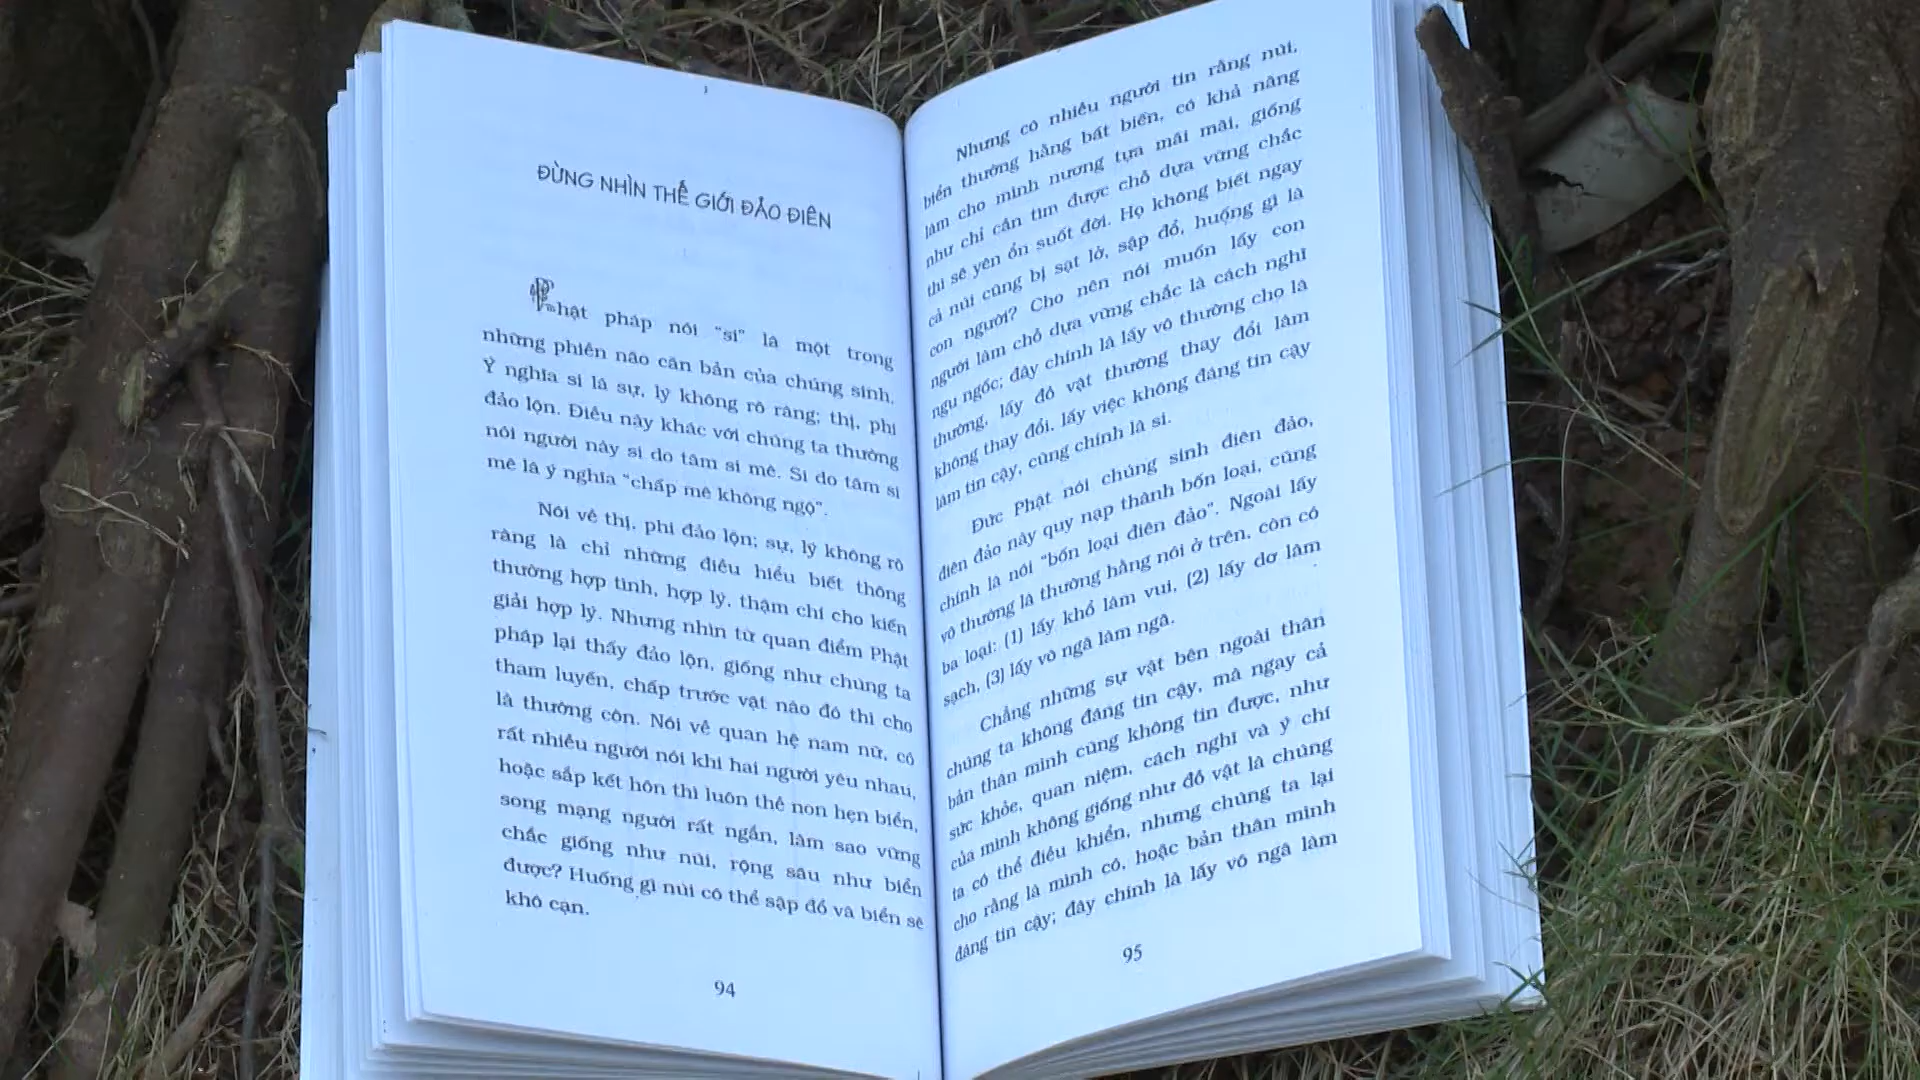 ĐỪNG NHÌN THẾ GIỚI ĐẢO ĐIÊN
Phật pháp nói “si” là một trong
những phiền não căn bản của chúng sinh.
Ý nghĩa si là sự, lý không rõ ràng; thị, phi
đảo lộn. Điều này khác với chúng ta thường
nói người này si do tâm si mê. Si do tâm si
mê là ý nghĩa “chấp mê không ngộ”.
Nói về thị, phi đảo lộn; sự, lý không rõ
ràng là chỉ những điều hiểu biết thông
thường hợp tình, hợp lý, thậm chí cho kiến
giải hợp lý. Nhưng nhìn từ quan điểm Phật
pháp lại thấy đảo lộn, giống như chúng ta
tham luyến, chấp trước vật nào đó thì cho
là thường còn. Nói về quan hệ nam nữ, có
rất nhiều người nói khi hai người yêu nhau,
hoặc sắp kết hôn thì luôn thề non hẹn biển,
song mạng người rất ngắn, làm sao vững
chắc giống như núi, rộng sâu như biển
được? Huống gì núi có thể sập đổ và biển sẽ
khô cạn.
94
Nhưng có nhiều người tin rằng núi,
biển thường hằng bất biến, có khả năng
làm cho mình nương tựa mãi mãi, giống
như chỉ cần tìm được chỗ dựa vững chắc
thì sẽ yên ổn suốt đời. Họ không biết ngay
cả núi cũng bị sạt lở, sập đổ, huống gì là
con người? Cho nên nói muốn lấy con
người làm chỗ dựa vững chắc là cách nghĩ
ngu ngốc; đây chính là lấy vô thường cho là
thường, lấy đồ vật thường thay đổi làm
không thay đổi, lấy việc không đáng tin cậy
làm tin cậy, cũng chính là si.
Đức Phật nói chúng sinh điên đảo,
điên đảo này quy nạp thành bốn loại, cũng
chính là nói “bốn loại điên đảo”. Ngoài lấy
vô thường là thường hằng nói ở trên, còn có
ba loại: (1) lấy khổ làm vui, (2) lấy dơ làm
sạch, (3) lấy vô ngã làm ngã.
Chẳng những sự vật bên ngoài thân
chúng ta không đáng tin cậy, mà ngay cả
bản thân mình cũng không tin được, như
sức khỏe, quan niệm, cách nghĩ và ý chí
của mình không giống như đồ vật là chúng
ta có thể điều khiển, nhưng chúng ta lại
cho rằng là mình có, hoặc bản thân mình
đáng tin cậy; đây chính là lấy vô ngã làm
95